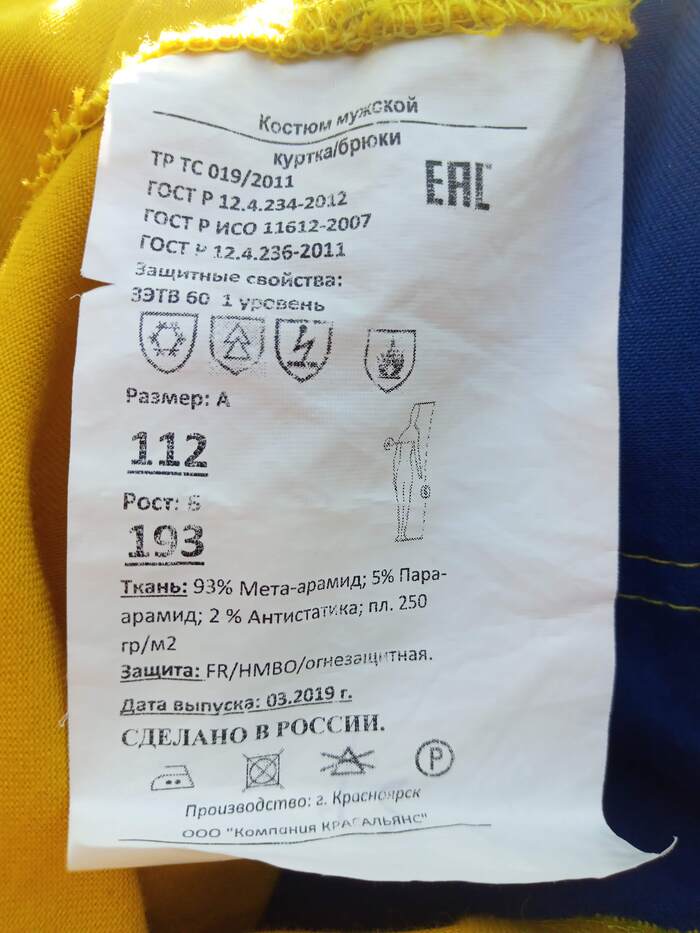 Костюм мужской
куртка/брюки
ТР ТС 019/2011
EAC
ГОСТ Р 12.4.234-2012
ГОСТ Р ИСО 11612-2007
ГОСТ Р 12.4.236-2011
Защитные свойства:
ЗЭТВ 60 1 уровень
Размер: А
112
Рост: Б
193
Ткань: 93% Мета-арамид; 5% Пара-
арамид; 2 % Антистатика; пл. 250
гр/м2
Защита: FR/НМВО/огнезащитная.
Дата выпуска: 03.2019 г.
СДЕЛАНО В РОССИИ.
P
Производство: г. Красноярск
ООО "Компания КРАСАЛЬЯНС"